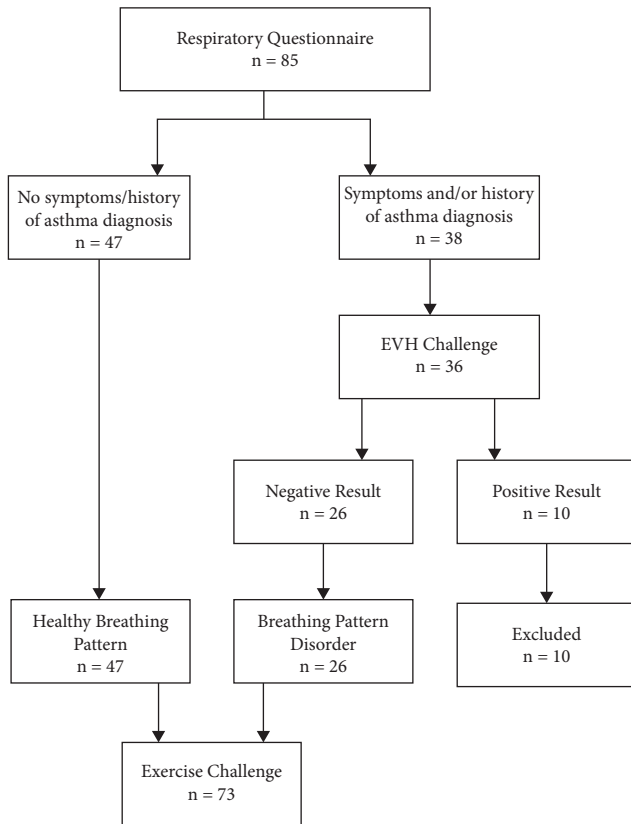 Respiratory Questionnaire
n = 85
No symptoms/history
of asthma diagnosis
n = 47
Symptoms and/or history
of asthma diagnosis
n = 38
EVH Challenge
n = 36
Negative Result
n = 26
Positive Result
n = 10
Healthy Breathing
Pattern
n = 47
Breathing Pattern
Disorder
n = 26
Excluded
n = 10
Exercise Challenge
n = 73